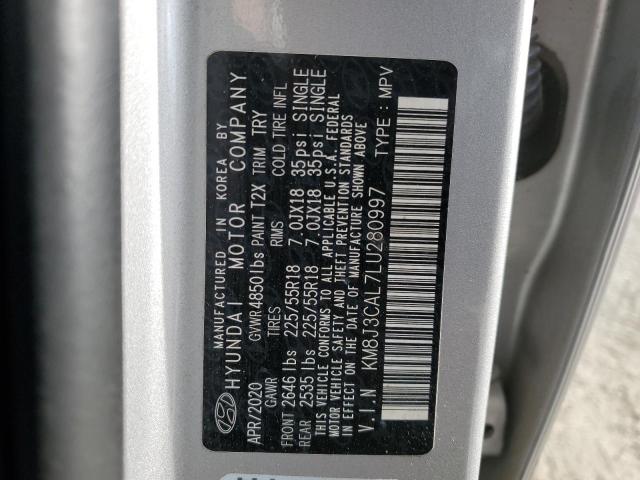 MANUFACTURED IN KOREA BY
HYUNDAI MOTOR COMPANY
APR/2020 GVWR 4850 lbs PAINT T2X TRIM TRY
GAWR TIRES RIMS COLD TIRE INFL
FRONT 2646 lbs 225/55R18 7.0JX18 35psi SINGLE
REAR 2535 lbs 225/55R18 7.0JX18 35psi SINGLE
THIS VEHICLE CONFORMS TO ALL APPLICABLE U.S.A. FEDERAL
MOTOR VEHICLE SAFETY AND THEFT PREVENTION STANDARDS
IN EFFECT ON THE DATE OF MANUFACTURE SHOWN ABOVE
V.I.N KM8J3CAL7LU280997 TYPE : MPV